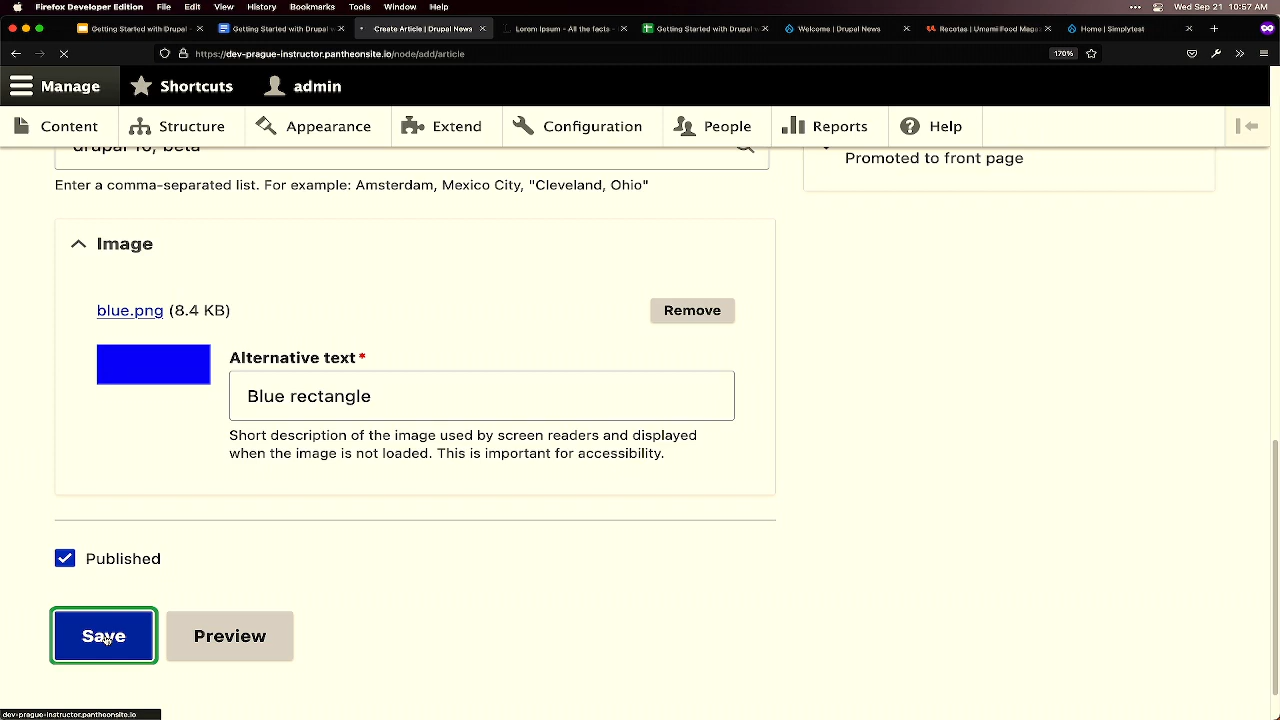 Firefox Developer Edition File Edit View History Bookmarks Tools Window Help Wed Sep 21 10:57 AM
Getting Started with Drupal - Getting Started with Drupal w Create Article | Drupal News Lorem Ipsum - All the facts - Getting Started with Drupal w Welcome | Drupal News Recetas | Umami Food Maga Home | Simplytest
https://dev-prague-instructor.pantheonsite.io/node/add/article 170%
Manage Shortcuts admin
Content Structure Appearance Extend Configuration People Reports Help
drupal 10, beta
Promoted to front page
Enter a comma-separated list. For example: Amsterdam, Mexico City, "Cleveland, Ohio"
Image
blue.png (8.4 KB) Remove
Alternative text *
Blue rectangle
Short description of the image used by screen readers and displayed
when the image is not loaded. This is important for accessibility.
Published
Save Preview
dev-prague-instructor.pantheonsite.io